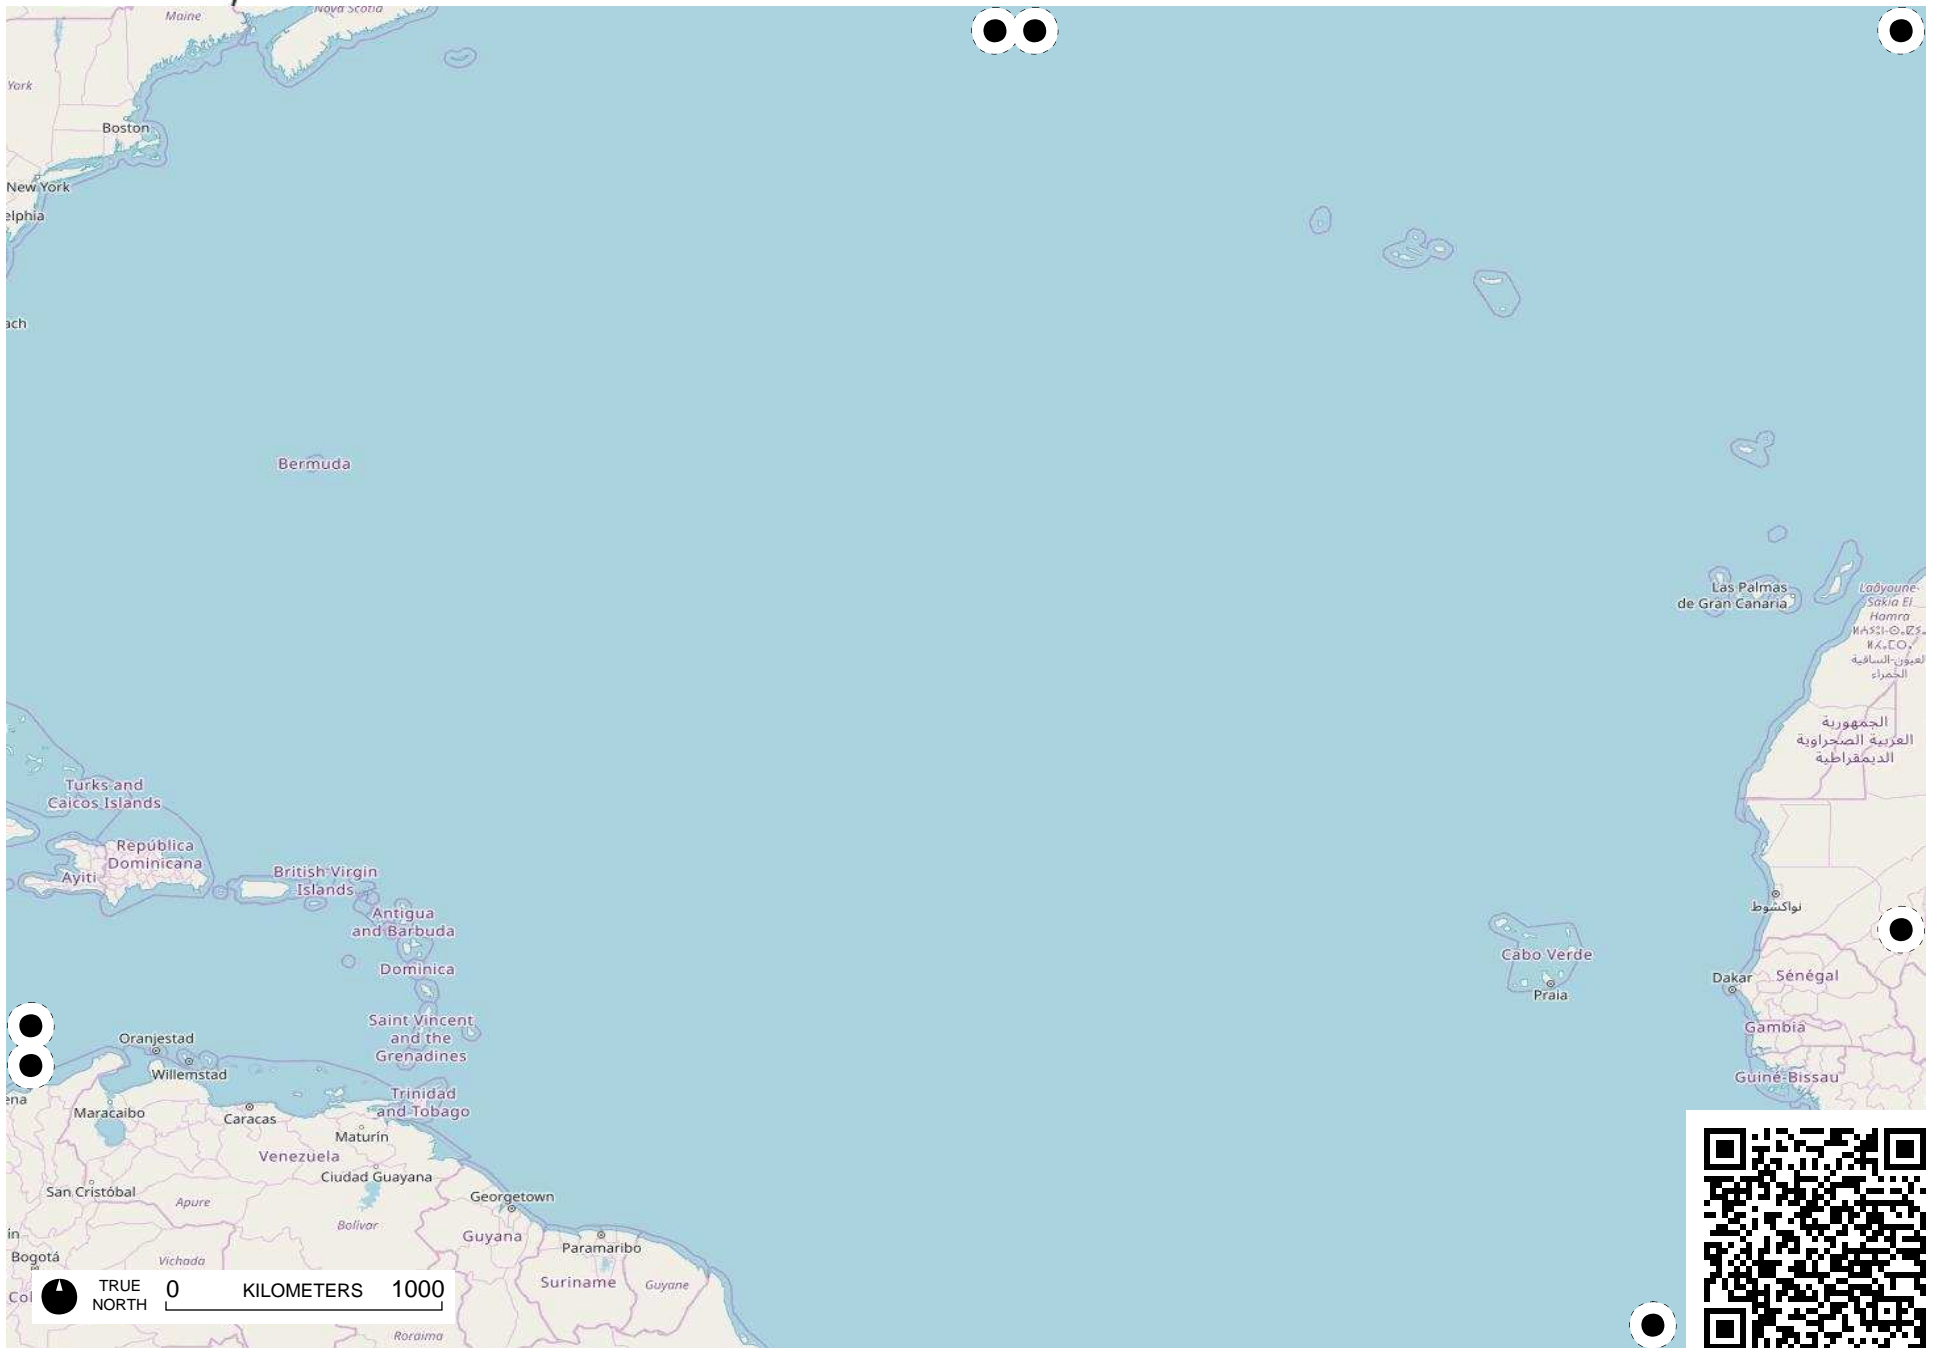 Maine
Nova Scotia
York
Boston
New York
elphia
ach
Bermuda
Las Palmas
de Gran Canaria
Laâyoune-
Sakia El
Hamra
العيون-الساقية
الحمراء
الجمهورية
العربية الصحراوية
الديمقراطية
Turks and
Caicos Islands
República
Dominicana
Ayiti
British Virgin
Islands
Antigua
and Barbuda
Dominica
نواكشوط
Cabo Verde
Praia
Dakar
Sénégal
Gambia
Guiné-Bissau
Saint Vincent
and the
Grenadines
Oranjestad
Willemstad
Trinidad
and Tobago
ena
Maracaibo
Caracas
Maturín
Venezuela
Ciudad Guayana
San Cristóbal
Apure
Georgetown
Bolívar
Guyana
Paramaribo
ín
Bogotá
Vichada
Suriname
Guyane
Col
TRUE
NORTH
0 KILOMETERS 1000
Roraima